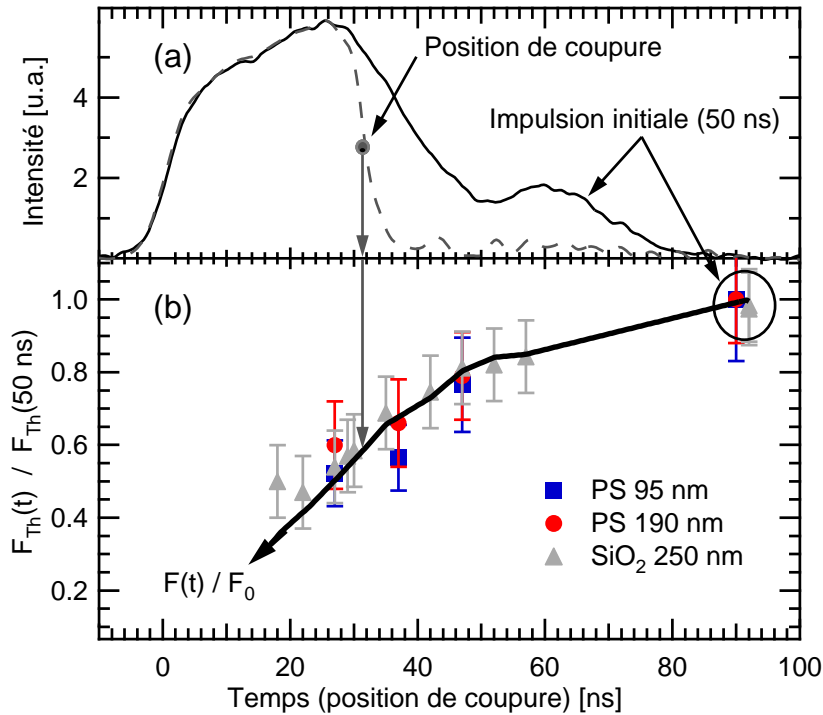 (a)
Position de coupure
Impulsion initiale (50 ns)
Intensité [u.a.]
4
2
(b)
F_Th(t) / F_Th(50 ns)
1.0
0.8
0.6
0.4
0.2
PS 95 nm
PS 190 nm
SiO₂ 250 nm
F(t) / F₀
0 20 40 60 80 100
Temps (position de coupure) [ns]